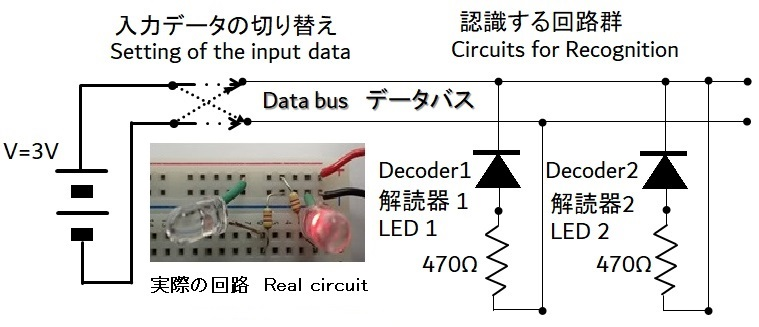 入力データの切り替え
Setting of the input data
認識する回路群
Circuits for Recognition
Data bus データバス
V=3V
Decoder1
解読器 1
LED 1
470Ω
Decoder2
解読器2
LED 2
470Ω
実際の回路 Real circuit